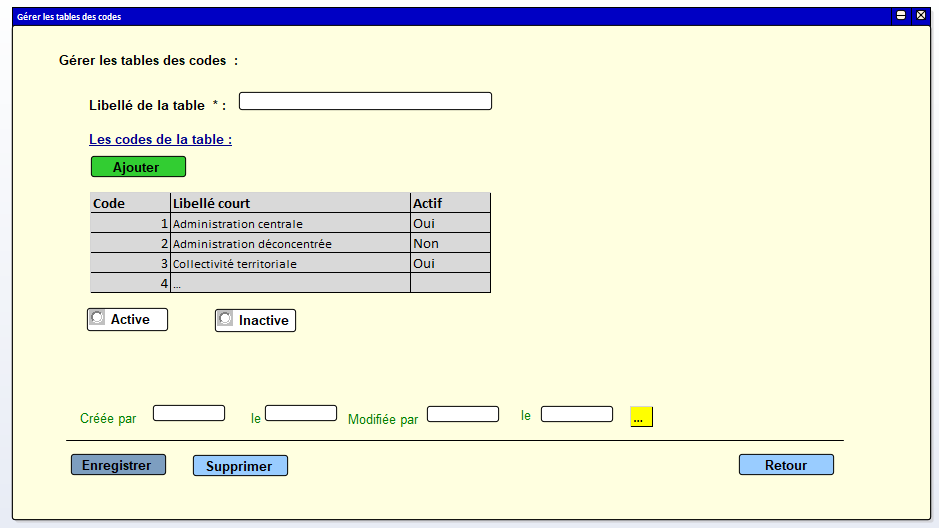 Gérer les tables des codes
Gérer les tables des codes :
Libellé de la table * :
Les codes de la table :
Ajouter
Code Libellé court Actif
1 Administration centrale Oui
2 Administration déconcentrée Non
3 Collectivité territoriale Oui
4 ...
Active Inactive
Créée par le Modifiée par le ...
Enregistrer Supprimer Retour